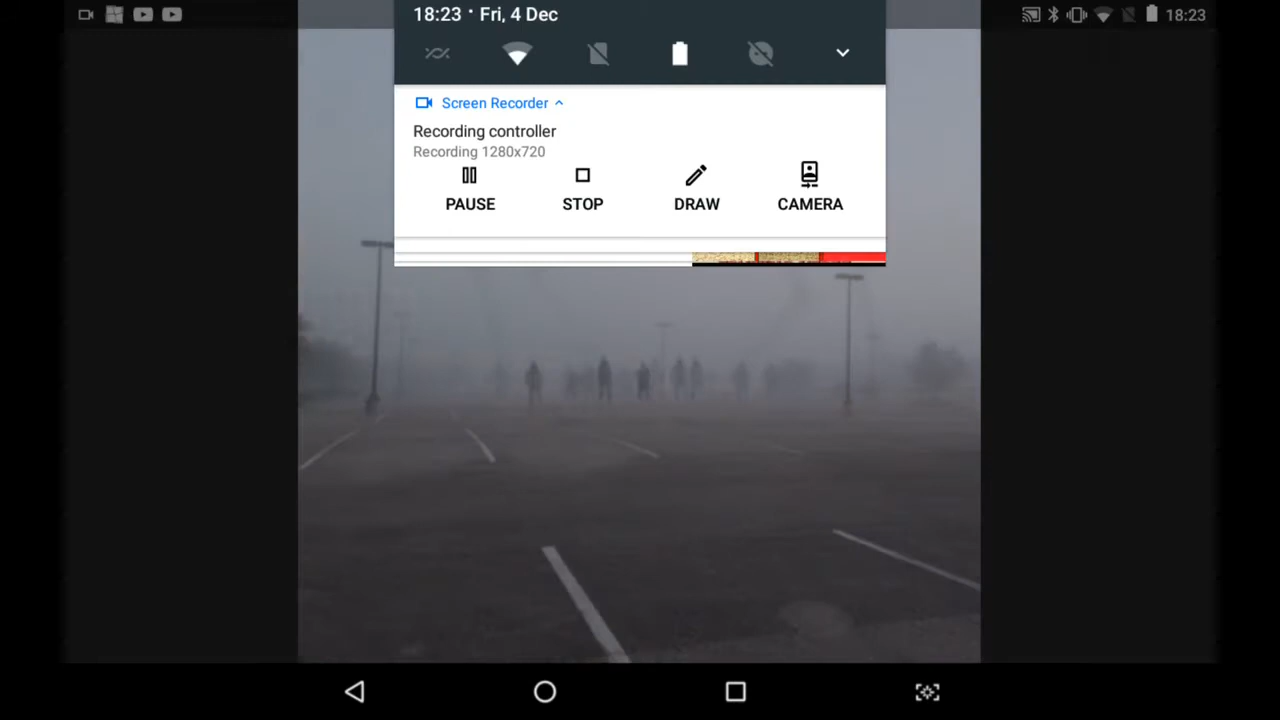 18:23
18:23 · Fri, 4 Dec
Screen Recorder
Recording controller
Recording 1280x720
PAUSE
STOP
DRAW
CAMERA